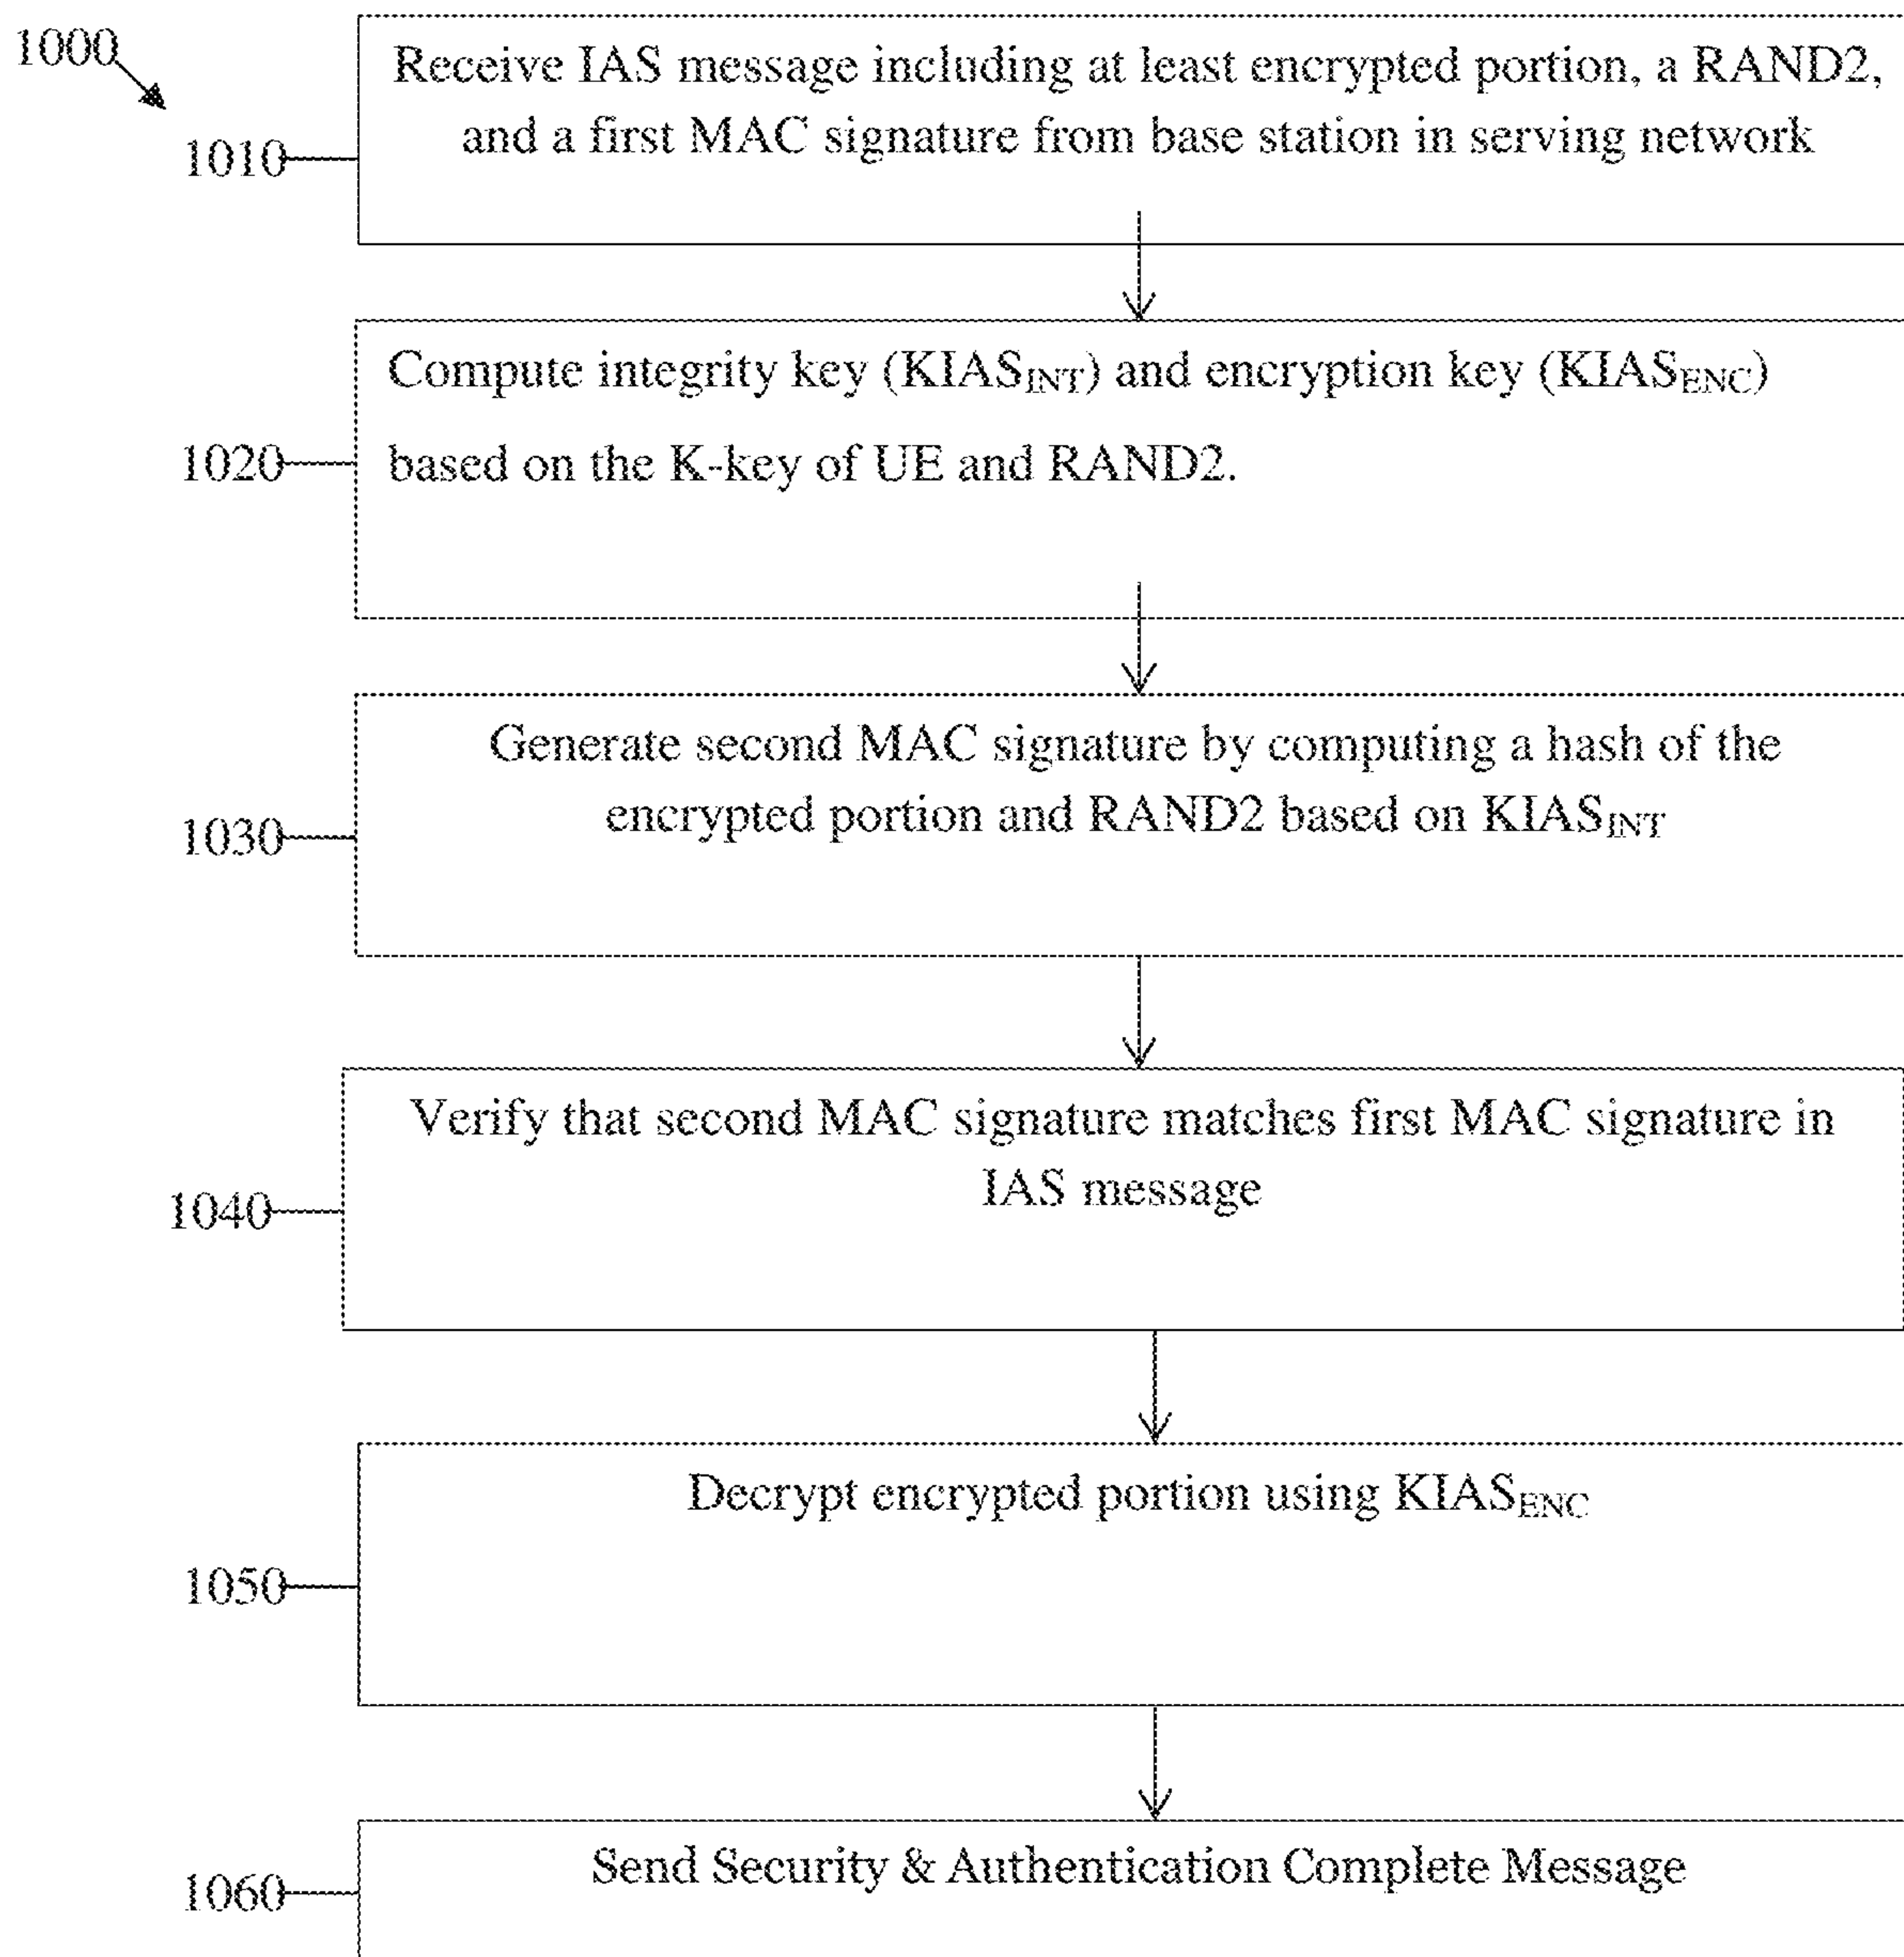 1000
Receive IAS message including at least encrypted portion, a RAND2,
and a first MAC signature from base station in serving network
1010
Compute integrity key (KIAS_INT) and encryption key (KIAS_ENC)
based on the K-key of UE and RAND2.
1020
Generate second MAC signature by computing a hash of the
encrypted portion and RAND2 based on KIAS_INT
1030
Verify that second MAC signature matches first MAC signature in
IAS message
1040
Decrypt encrypted portion using KIAS_ENC
1050
Send Security & Authentication Complete Message
1060